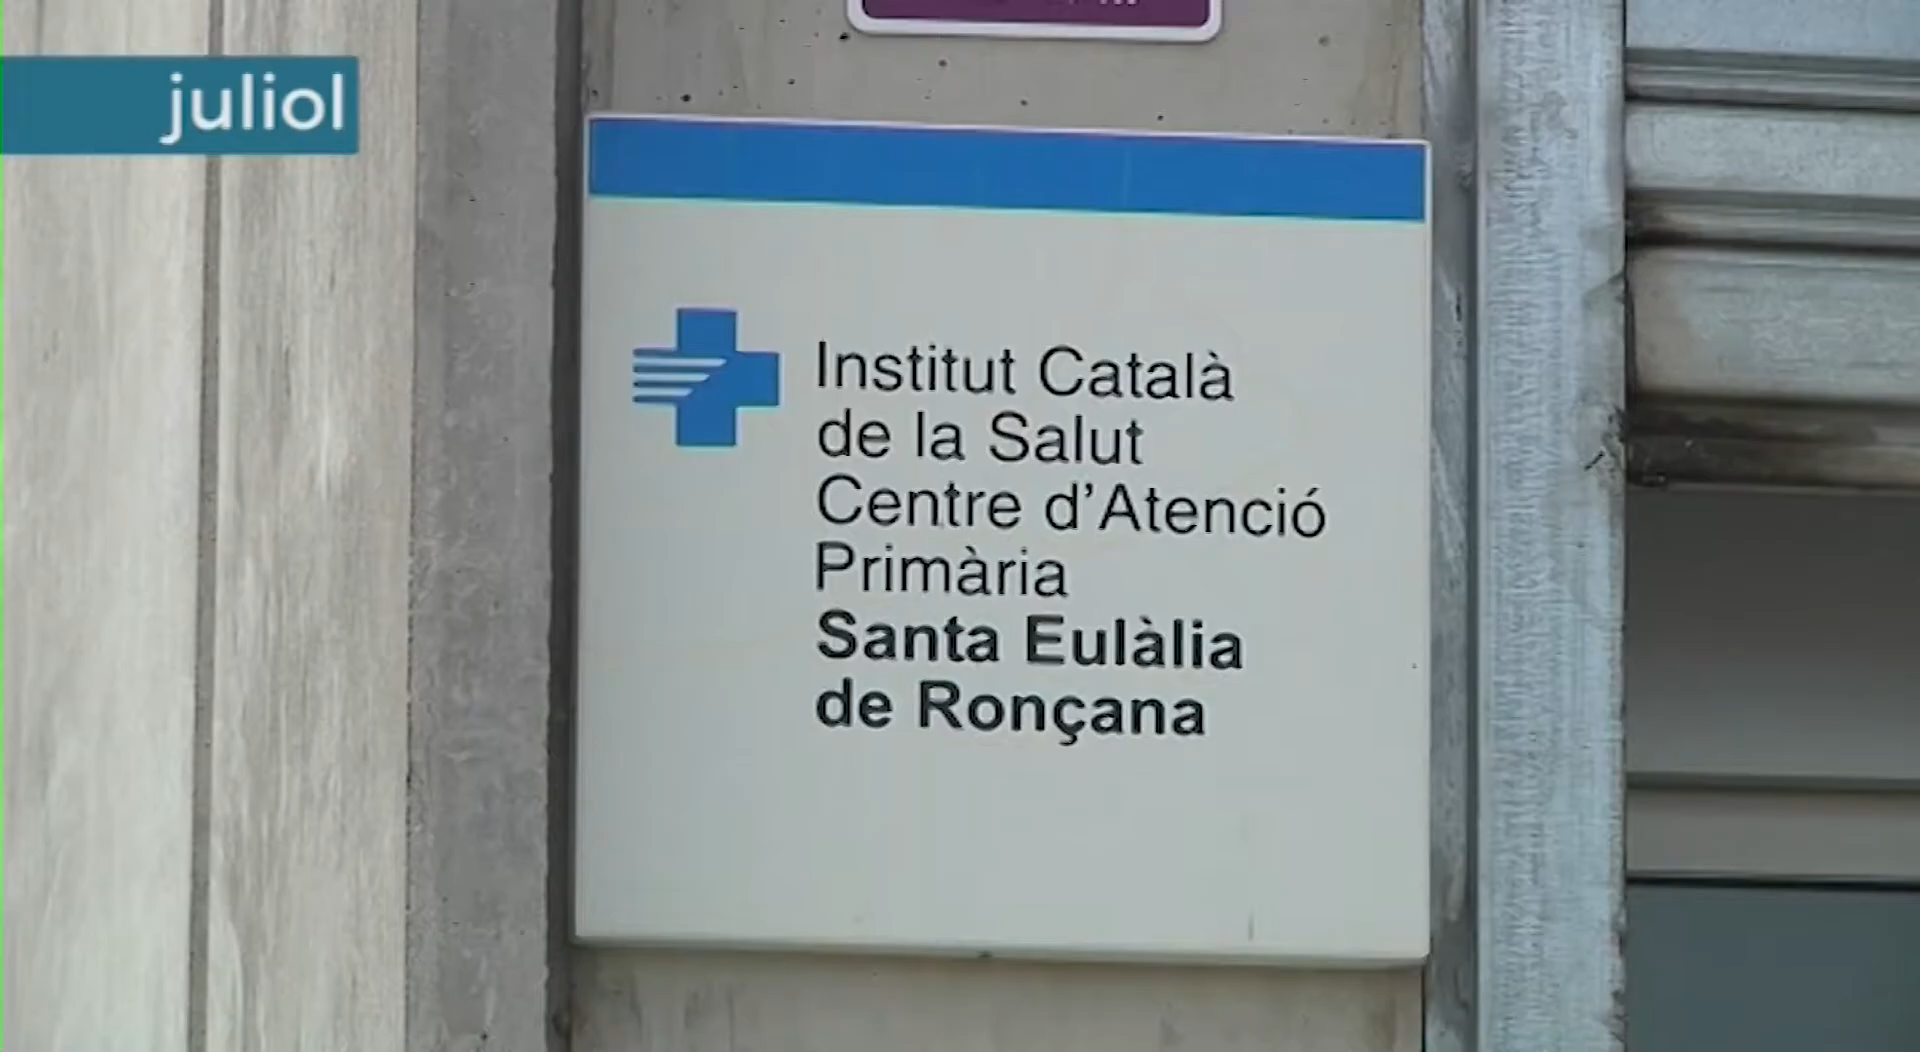 juliol
Institut Català
de la Salut
Centre d'Atenció
Primària
Santa Eulàlia
de Ronçana